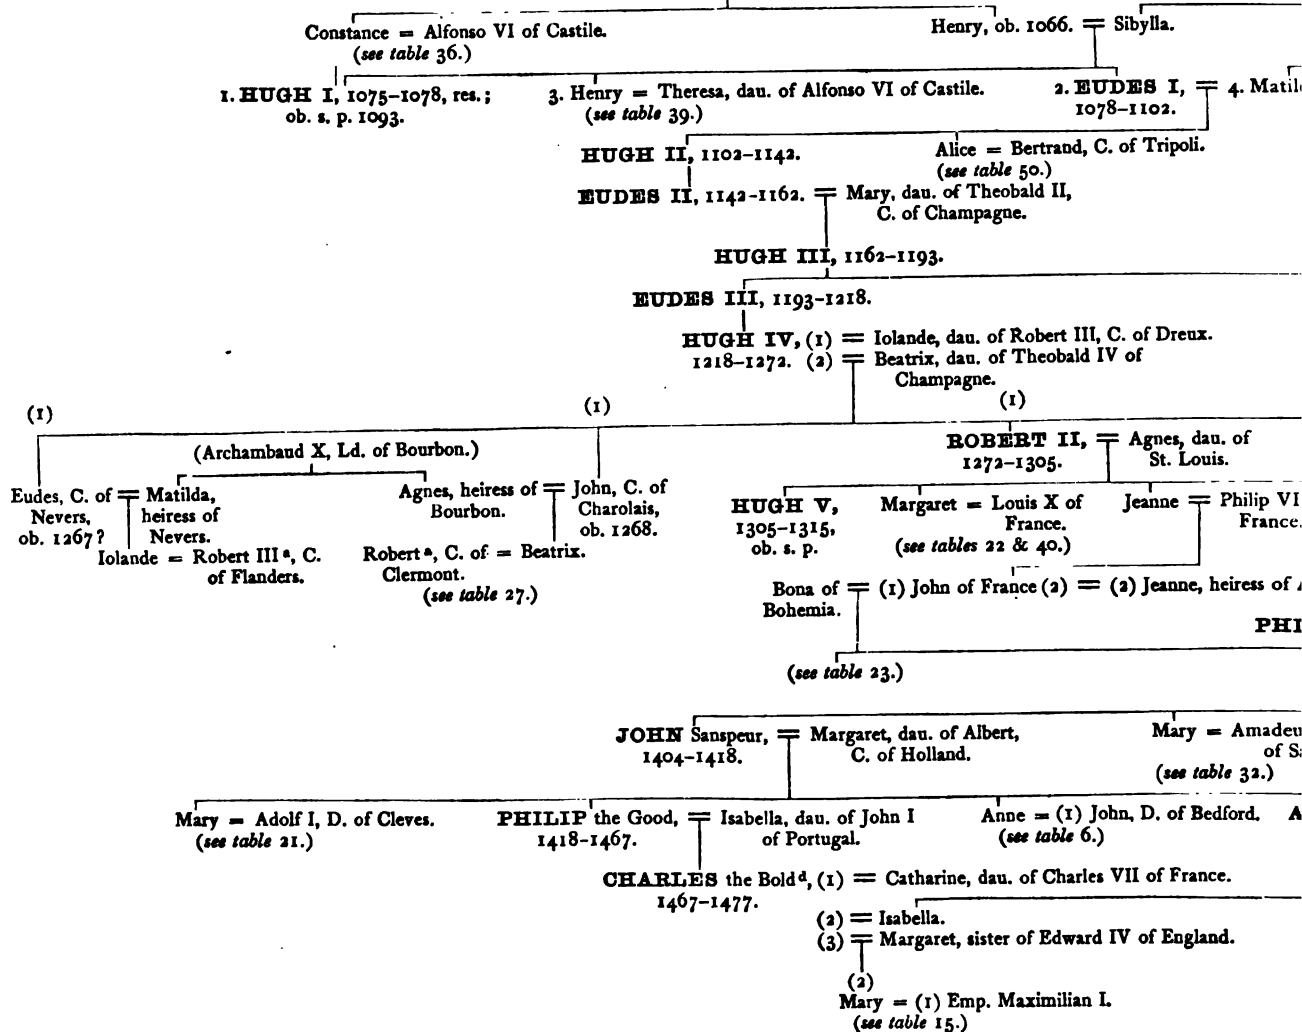 Constance = Alfonso VI of Castile.
(see table 36.)
Henry, ob. 1066. = Sibylla.
1. HUGH I, 1075–1078, res.;
ob. s. p. 1093.
3. Henry = Theresa, dau. of Alfonso VI of Castile.
(see table 39.)
2. EUDES I, = 4.
1078–1102.
HUGH II, 1102–1142.
Alice = Bertrand, C. of Tripoli.
(see table 50.)
EUDES II, 1142–1162. = Mary, dau. of Theobald II,
C. of Champagne.
HUGH III, 1162–1193.
EUDES III, 1193–1218.
HUGH IV, (1) = Iolande, dau. of Robert III, C. of Dreux.
1218–1272. (2) = Beatrix, dau. of Theobald IV of
Champagne.
(1) (1) (1)
(Archambaud X, Ld. of Bourbon.)
ROBERT II, = Agnes, dau. of
1272–1305. St. Louis.
Eudes, C. of = Matilda,
Nevers, heiress of
ob. 1267? Nevers.
Agnes, heiress of = John, C. of
Bourbon. Charolais,
ob. 1268.
HUGH V,
1305–1315,
ob. s. p.
Margaret = Louis X of
France.
(see tables 22 & 40.)
Jeanne = Philip VI
France.
Iolande = Robert III ᵃ, C.
of Flanders.
Robert ᵃ, C. of = Beatrix.
Clermont.
(see table 27.)
Bona of = (1) John of France (2) = (2) Jeanne, heiress of
Bohemia.
PHI
(see table 23.)
JOHN Sanspeur, = Margaret, dau. of Albert,
1404–1418. C. of Holland.
Mary = Amadeu
of S
(see table 32.)
Mary = Adolf I, D. of Cleves.
(see table 21.)
PHILIP the Good, = Isabella, dau. of John I
1418–1467. of Portugal.
Anne = (1) John, D. of Bedford. A
(see table 6.)
CHARLES the Bold ᵈ, (1) = Catharine, dau. of Charles VII of France.
1467–1477.
(2) = Isabella.
(3) = Margaret, sister of Edward IV of England.
(2)
Mary = (1) Emp. Maximilian I.
(see table 15.)